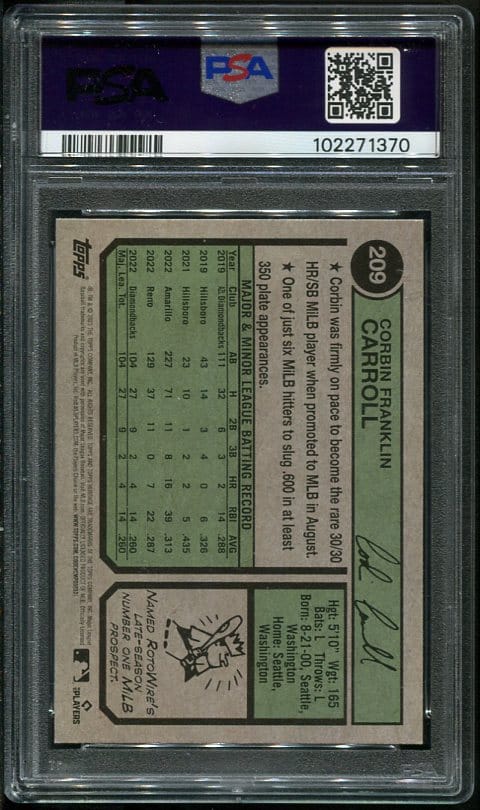 PSA
PSA
102271370
209
CORBIN FRANKLIN
CARROLL
★ Corbin was firmly on pace to become the rare 30/30
HR/SB MiLB player when promoted to MLB in August.
★ One of just six MiLB hitters to slug .600 in at least
350 plate appearances.
Hgt: 5'10" Wgt: 165
Bats: L Throws: L
Born: 8-21-00, Seattle,
Washington
Home: Seattle,
Washington
MAJOR & MINOR LEAGUE BATTING RECORD
Year Club AB H 2B 3B HR RBI AVG
2019 AZL Diamondbacks 111 32 6 3 2 14 .288
2019 Hillsboro 43 14 3 4 0 6 .326
2021 Hillsboro 23 10 1 2 2 5 .435
2022 Amarillo 227 71 11 8 16 39 .313
2022 Reno 129 37 11 0 7 22 .287
2022 Diamondbacks 104 27 9 2 4 14 .260
Maj. Lea. Tot. 104 27 9 2 4 14 .260
NAMED ROTOWIRE'S
LATE-SEASON
NUMBER ONE MILB
PROSPECT.
topps
PLAYERS